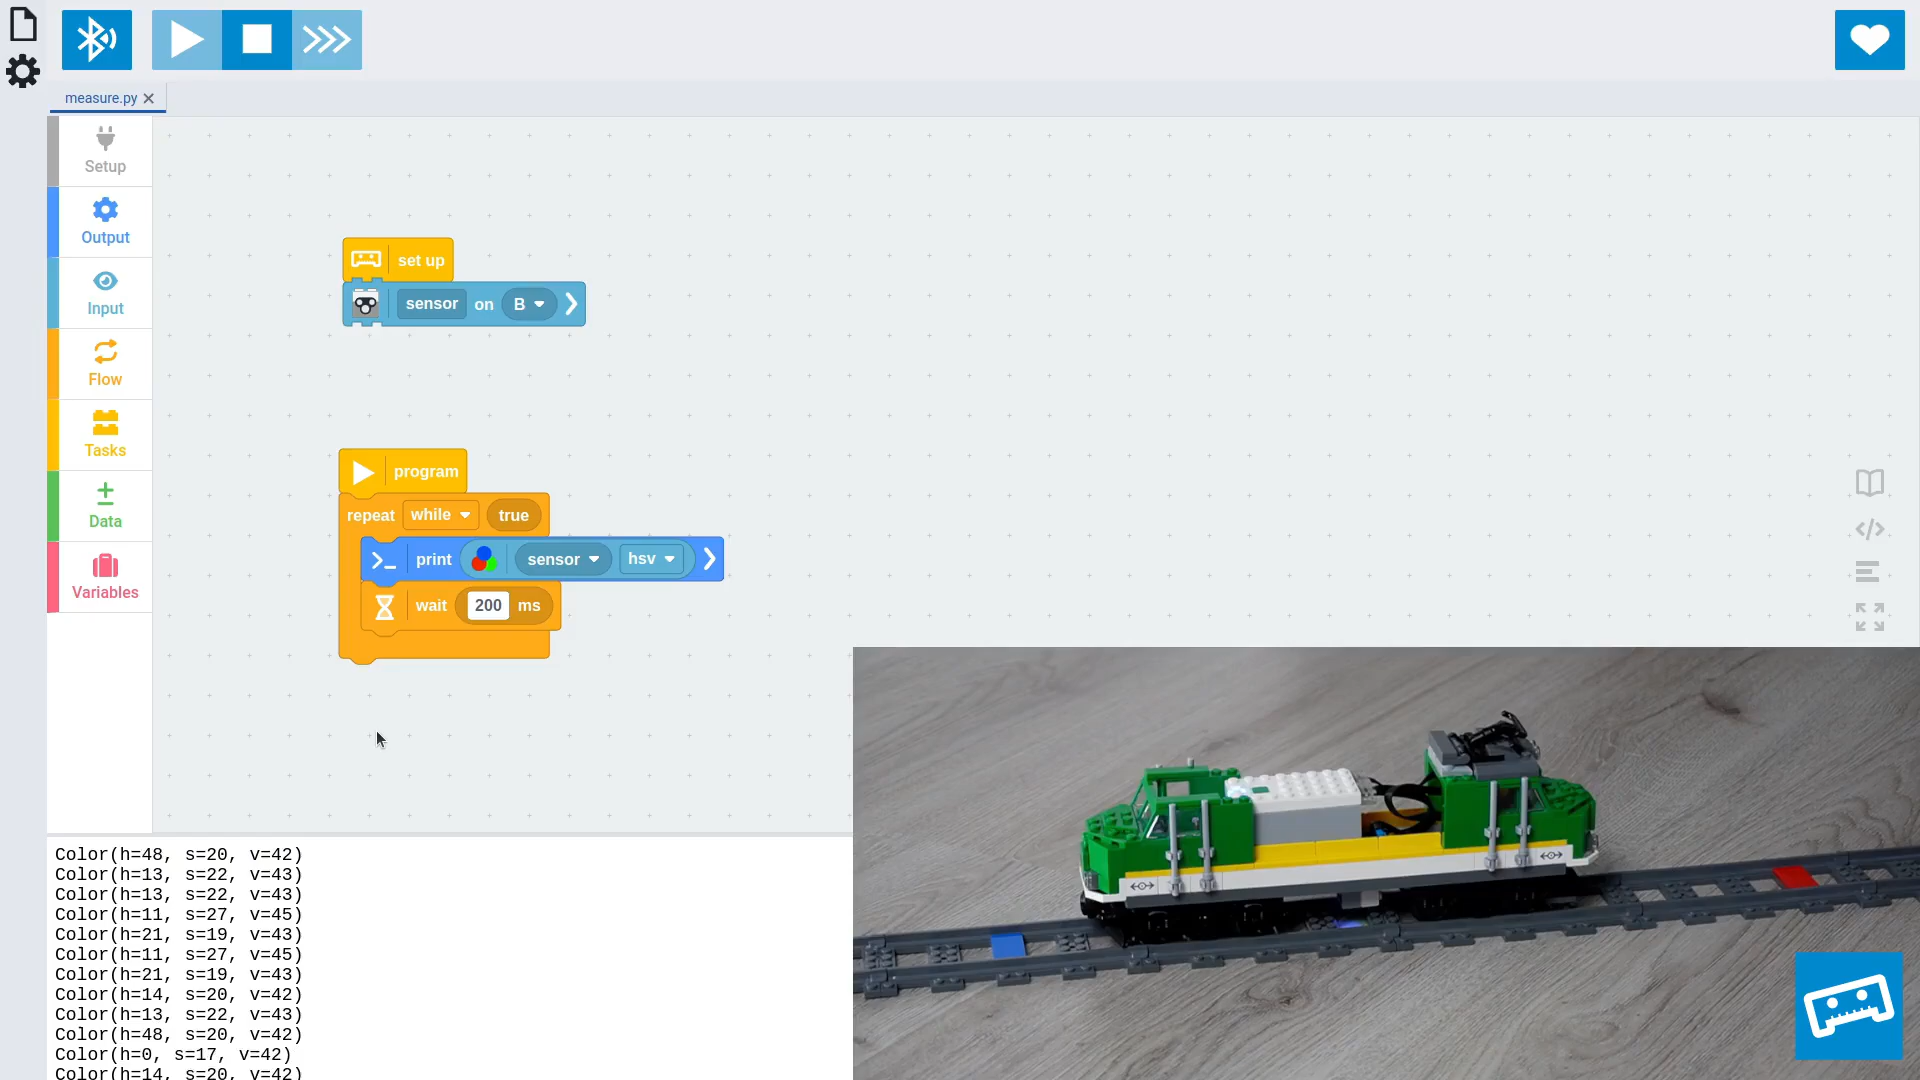 measure.py
Setup
Output
Input
Flow
Tasks
Data
Variables
set up
sensor on B
program
repeat while true
print sensor hsv
wait 200 ms
Color(h=48, s=20, v=42)
Color(h=13, s=22, v=43)
Color(h=13, s=22, v=43)
Color(h=11, s=27, v=45)
Color(h=21, s=19, v=43)
Color(h=11, s=27, v=45)
Color(h=21, s=19, v=43)
Color(h=14, s=20, v=42)
Color(h=13, s=22, v=43)
Color(h=48, s=20, v=42)
Color(h=0, s=17, v=42)
Color(h=14, s=20, v=42)